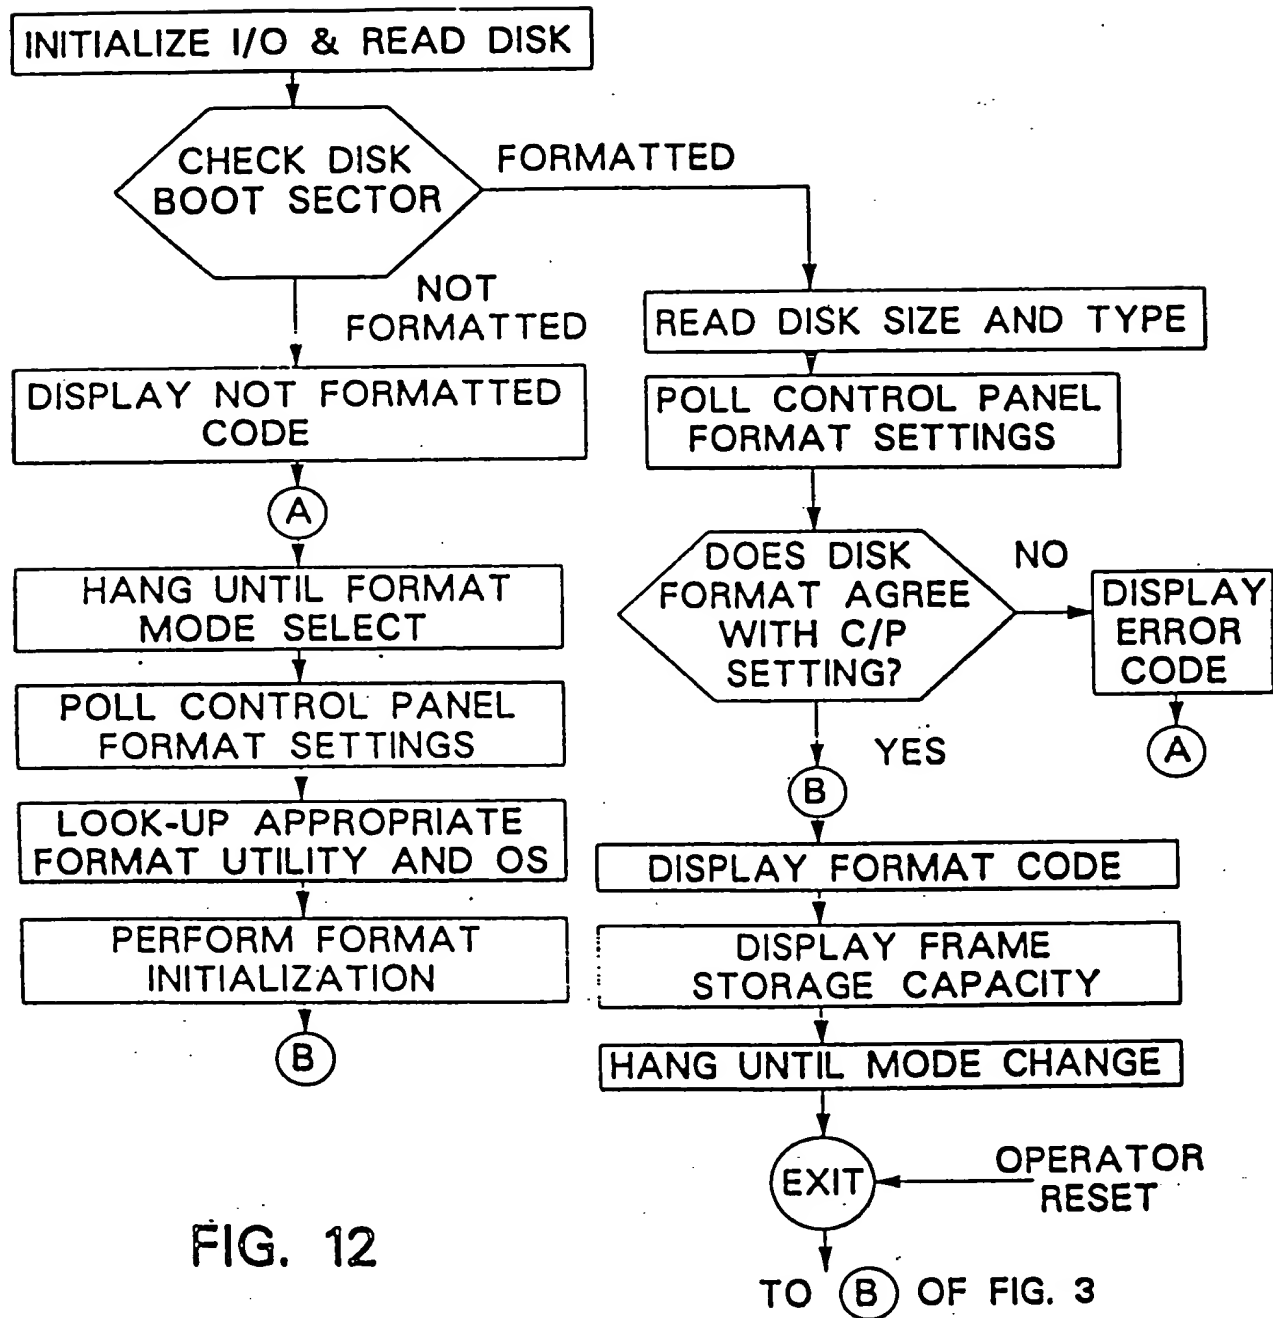 INITIALIZE I/O & READ DISK
CHECK DISK
BOOT SECTOR
FORMATTED
NOT
FORMATTED
DISPLAY NOT FORMATTED
CODE
A
HANG UNTIL FORMAT
MODE SELECT
POLL CONTROL PANEL
FORMAT SETTINGS
LOOK-UP APPROPRIATE
FORMAT UTILITY AND OS
PERFORM FORMAT
INITIALIZATION
B
READ DISK SIZE AND TYPE
POLL CONTROL PANEL
FORMAT SETTINGS
DOES DISK
FORMAT AGREE
WITH C/P
SETTING?
NO
DISPLAY
ERROR
CODE
A
YES
B
DISPLAY FORMAT CODE
DISPLAY FRAME
STORAGE CAPACITY
HANG UNTIL MODE CHANGE
EXIT
OPERATOR
RESET
TO B OF FIG. 3
FIG. 12